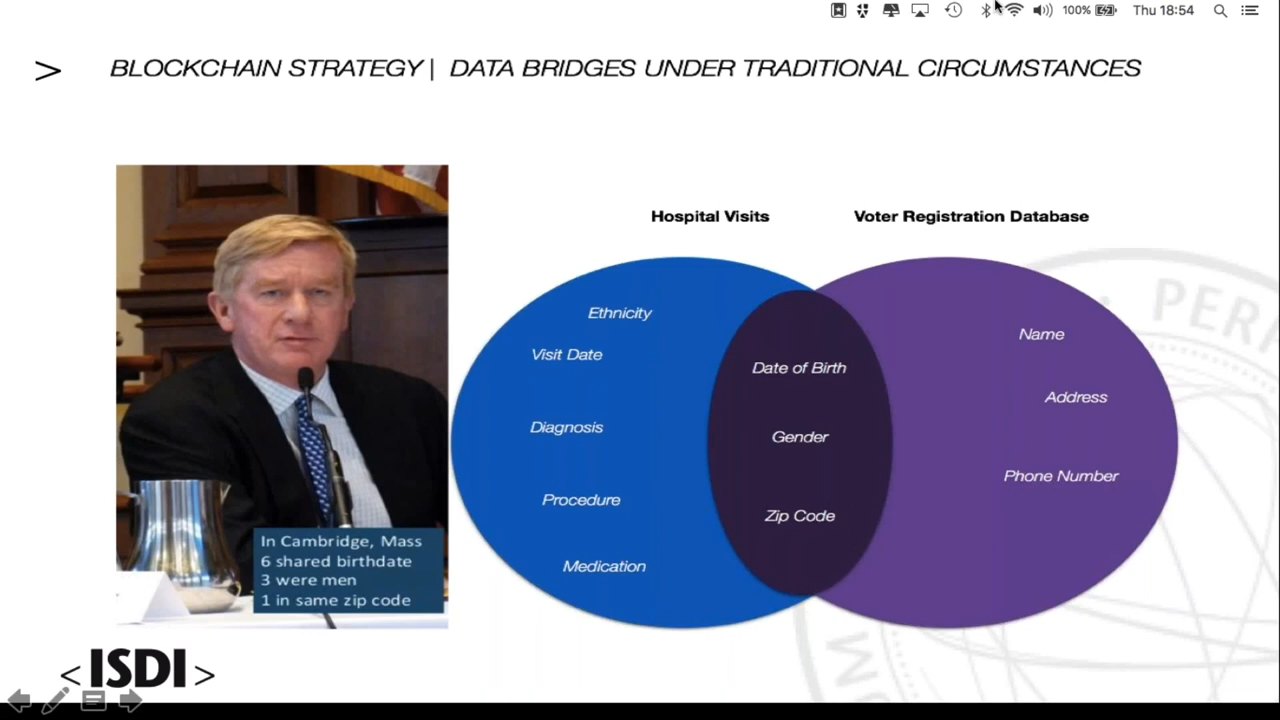 100% Thu 18:54
> BLOCKCHAIN STRATEGY | DATA BRIDGES UNDER TRADITIONAL CIRCUMSTANCES
Hospital Visits
Voter Registration Database
Ethnicity
Visit Date
Diagnosis
Procedure
Medication
Date of Birth
Gender
Zip Code
Name
Address
Phone Number
In Cambridge, Mass
6 shared birthdate
3 were men
1 in same zip code
<ISDI>